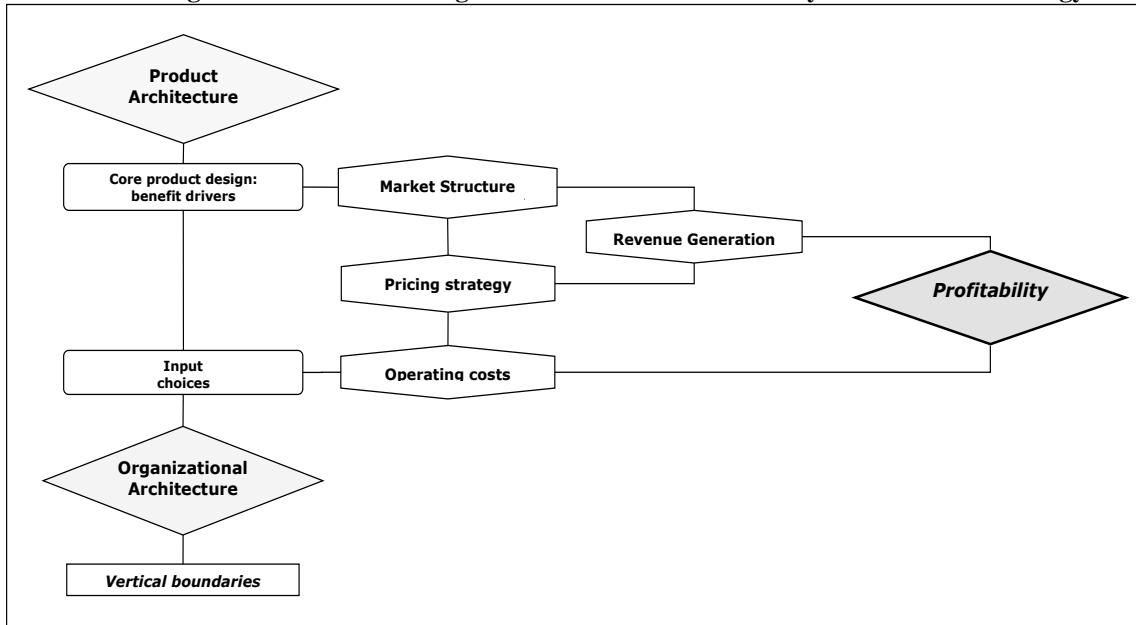 Product
Architecture
Core product design:
benefit drivers
Market Structure
Revenue Generation
Pricing strategy
Profitability
Input
choices
Operating costs
Organizational
Architecture
Vertical boundaries